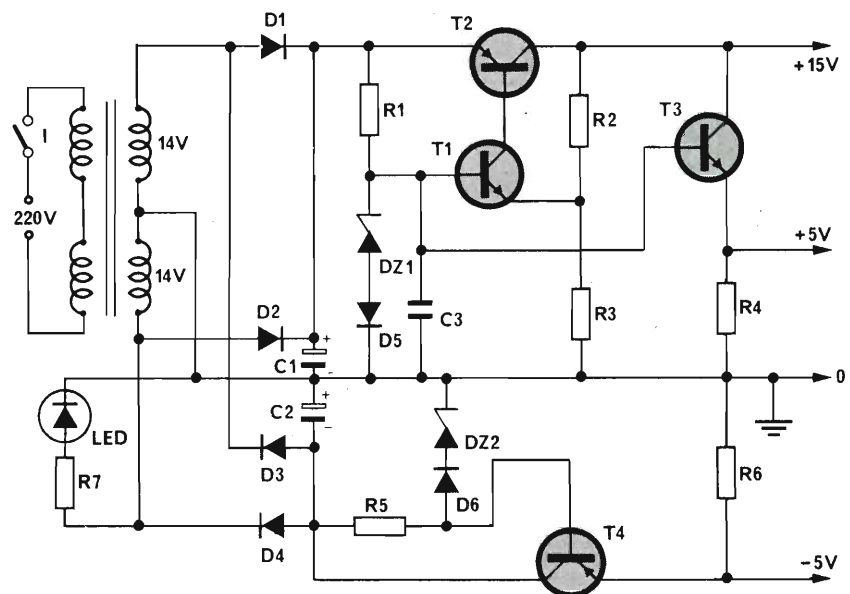 D1
T2
+15V
I
14V
R1
R2
T3
T1
220V
14V
DZ1
+5V
D2
D5
C3
R3
R4
+
C1
-
0
+
C2
-
LED
DZ2
D3
R7
R6
D6
R5
D4
T4
-5V